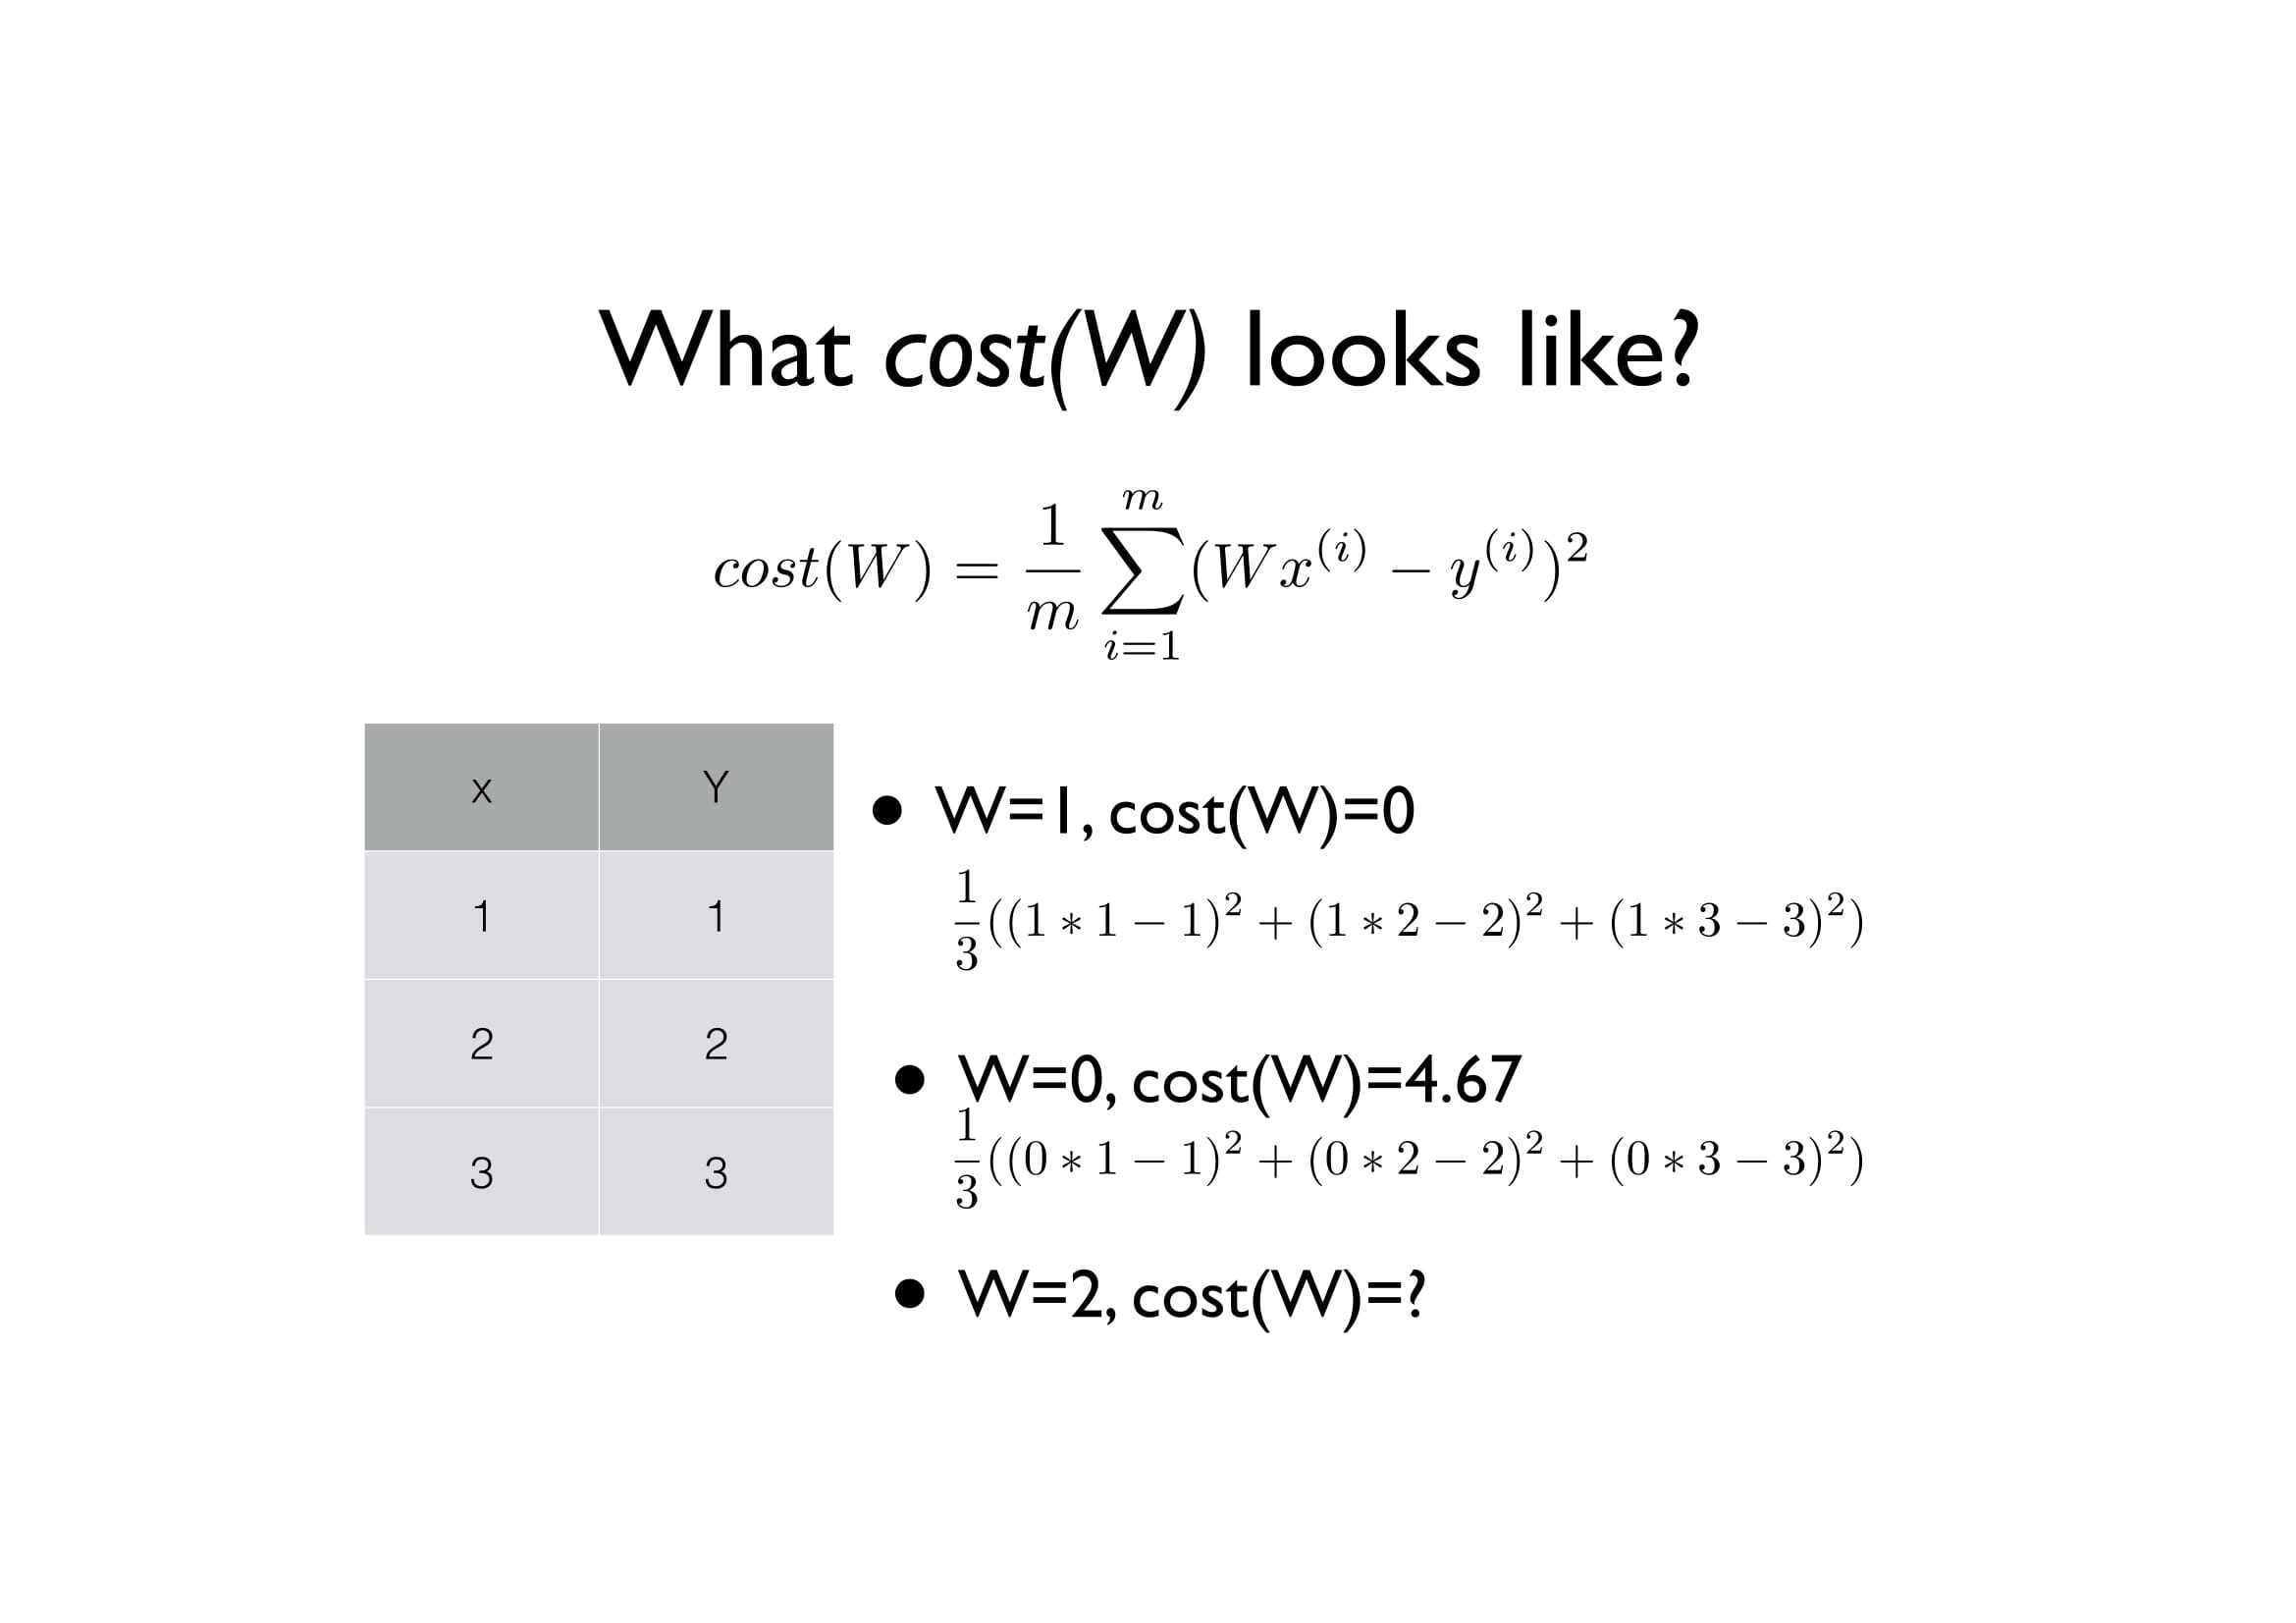 What cost(W) looks like?
cost(W) = \frac{1}{m} \sum_{i=1}^{m} (Wx^{(i)} - y^{(i)})^2
x Y
1 1
2 2
3 3
• W=1, cost(W)=0
\frac{1}{3}((1 * 1 - 1)^2 + (1 * 2 - 2)^2 + (1 * 3 - 3)^2)
• W=0, cost(W)=4.67
\frac{1}{3}((0 * 1 - 1)^2 + (0 * 2 - 2)^2 + (0 * 3 - 3)^2)
• W=2, cost(W)=?